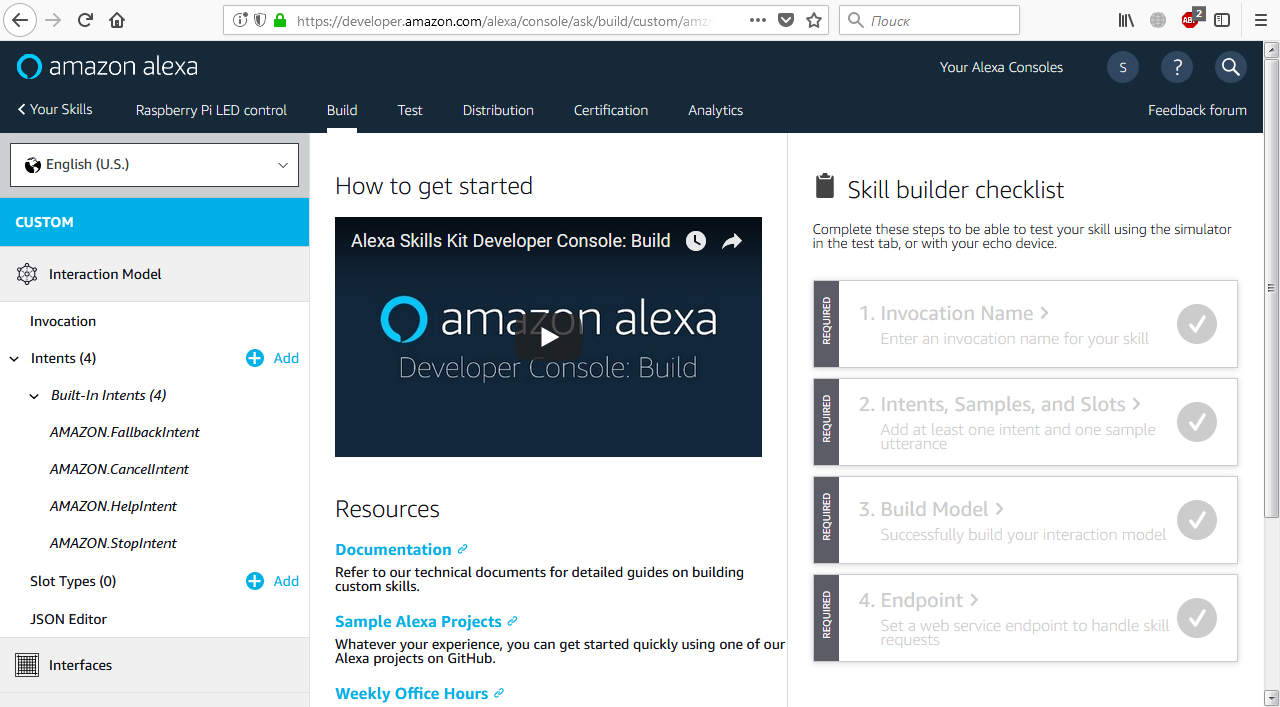 https://developer.amazon.com/alexa/console/ask/build/custom/amzn
Поиск
ABP
2
amazon alexa
Your Alexa Consoles
S
?
Your Skills
Raspberry Pi LED control
Build
Test
Distribution
Certification
Analytics
Feedback forum
English (U.S.)
CUSTOM
Interaction Model
Invocation
Intents (4)
Add
Built-In Intents (4)
AMAZON.FallbackIntent
AMAZON.CancelIntent
AMAZON.HelpIntent
AMAZON.StopIntent
Slot Types (0)
Add
JSON Editor
Interfaces
How to get started
Alexa Skills Kit Developer Console: Build
amazon alexa
Developer Console: Build
Resources
Documentation
Refer to our technical documents for detailed guides on building
custom skills.
Sample Alexa Projects
Whatever your experience, you can get started quickly using one of our
Alexa projects on GitHub.
Weekly Office Hours
Skill builder checklist
Complete these steps to be able to test your skill using the simulator
in the test tab, or with your echo device.
REQUIRED
1. Invocation Name
Enter an invocation name for your skill
REQUIRED
2. Intents, Samples, and Slots
Add at least one intent and one sample
utterance
REQUIRED
3. Build Model
Successfully build your interaction model
REQUIRED
4. Endpoint
Set a web service endpoint to handle skill
requests